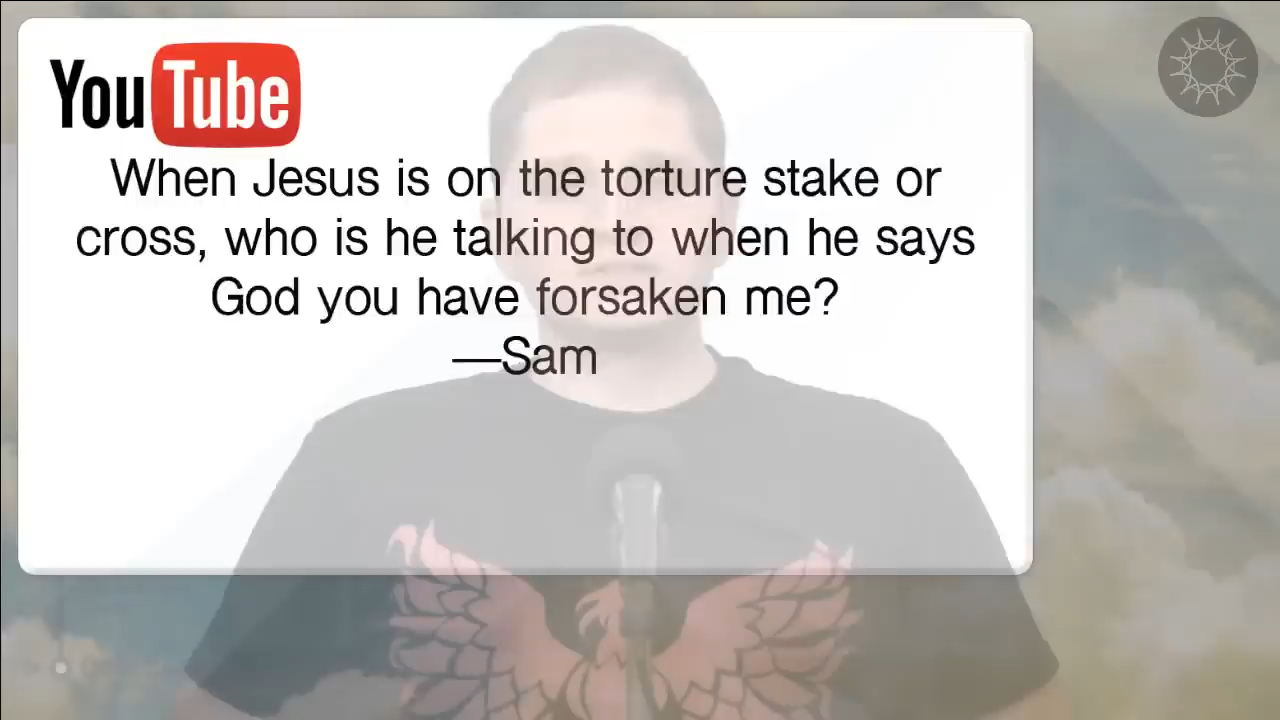 YouTube
When Jesus is on the torture stake or
cross, who is he talking to when he says
God you have forsaken me?
—Sam